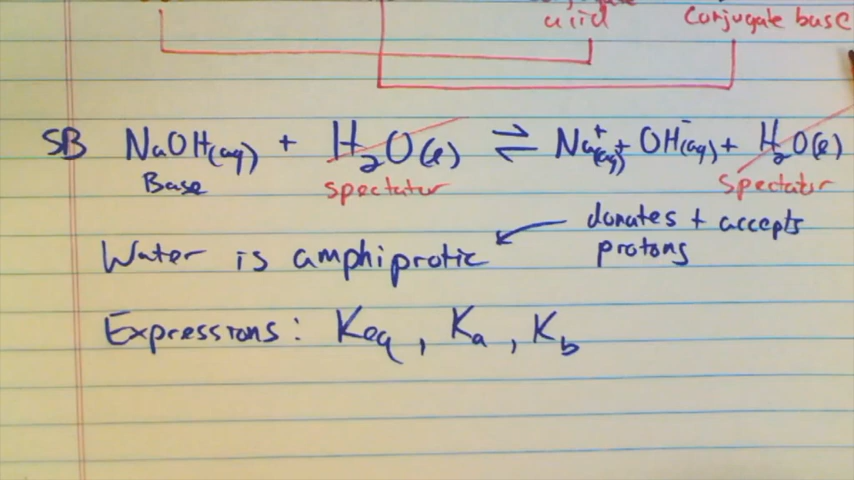 acid conjugate base
SB NaOH(aq) + H₂O(l) ⇌ Na⁺(aq) + OH⁻(aq) + H₂O(l)
Base spectator spectator
donates + accepts
Water is amphiprotic protons
Expressions: Keq, Ka, Kb